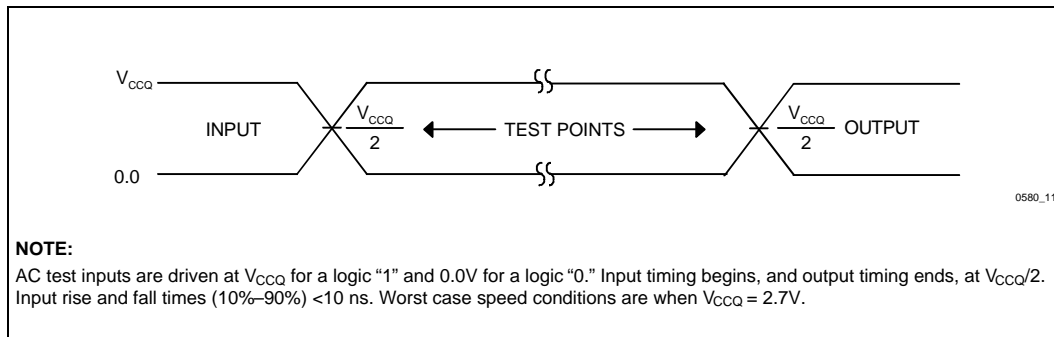 VCCQ
INPUT
VCCQ
2
TEST POINTS
VCCQ
2
OUTPUT
0.0
0580_11
NOTE:
AC test inputs are driven at VCCQ for a logic “1” and 0.0V for a logic “0.” Input timing begins, and output timing ends, at VCCQ/2.
Input rise and fall times (10%–90%) <10 ns. Worst case speed conditions are when VCCQ = 2.7V.